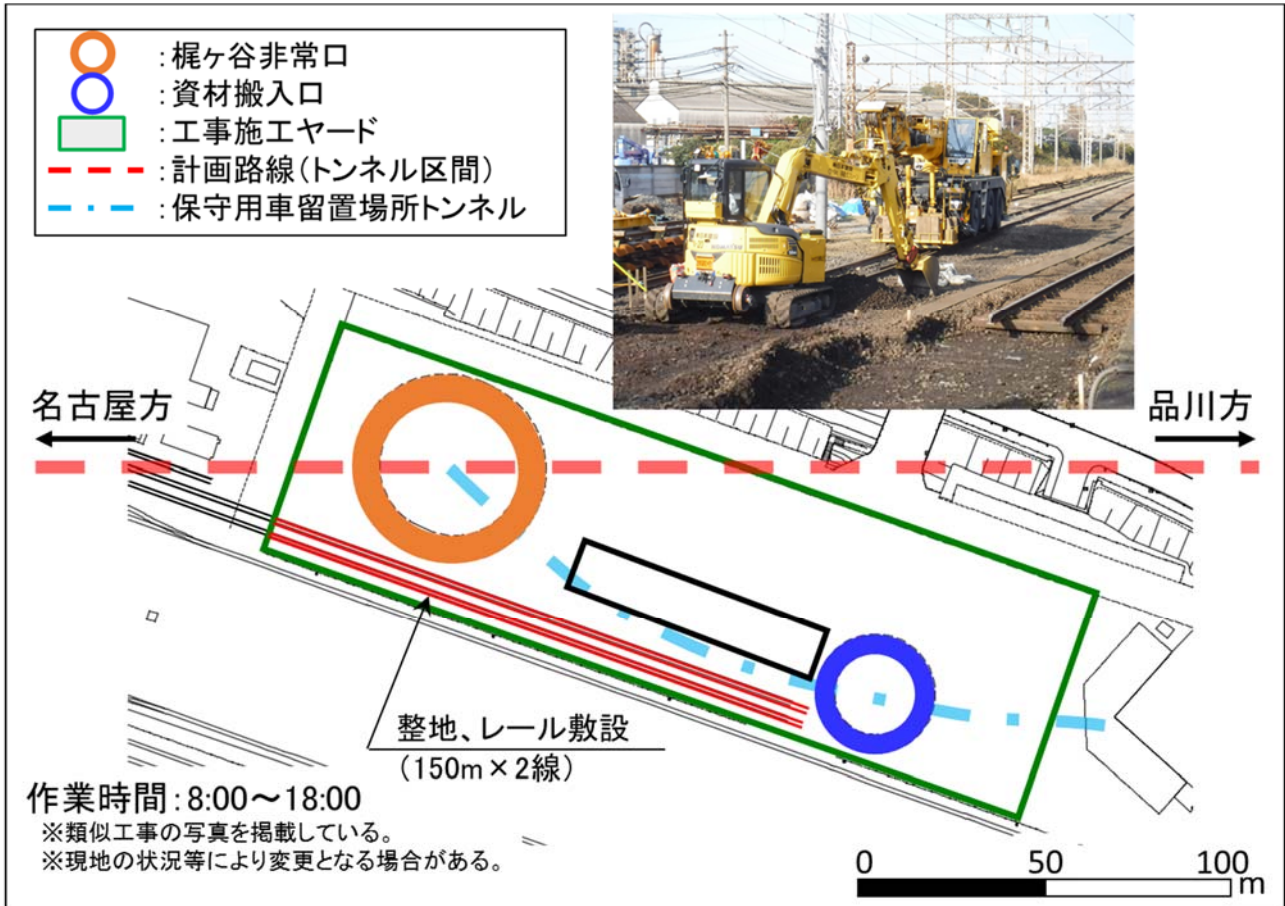 ：梶ヶ谷非常口
：資材搬入口
：工事施工ヤード
：計画路線（トンネル区間）
：保守用車留置場所トンネル
名古屋方
品川方
整地、レール敷設
（150m×2線）
作業時間：8:00～18:00
※類似工事の写真を掲載している。
※現地の状況等により変更となる場合がある。
0 50 100
m